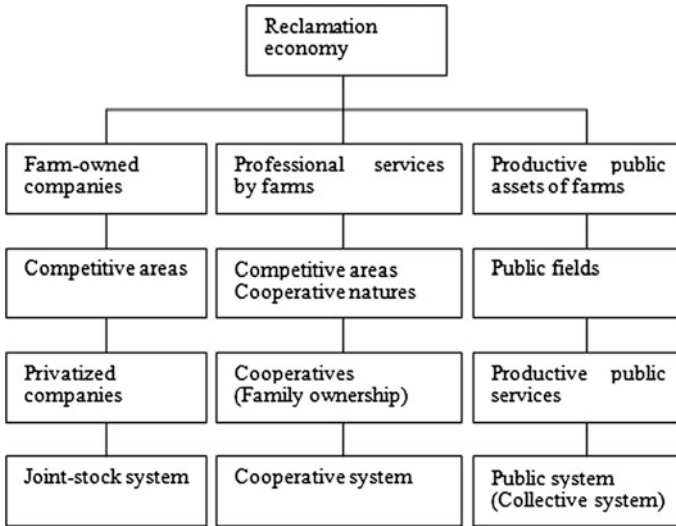 Reclamation
economy
Farm-owned
companies
Professional services
by farms
Productive public
assets of farms
Competitive areas
Competitive areas
Cooperative natures
Public fields
Privatized
companies
Cooperatives
(Family ownership)
Productive public
services
Joint-stock system
Cooperative system
Public system
(Collective system)